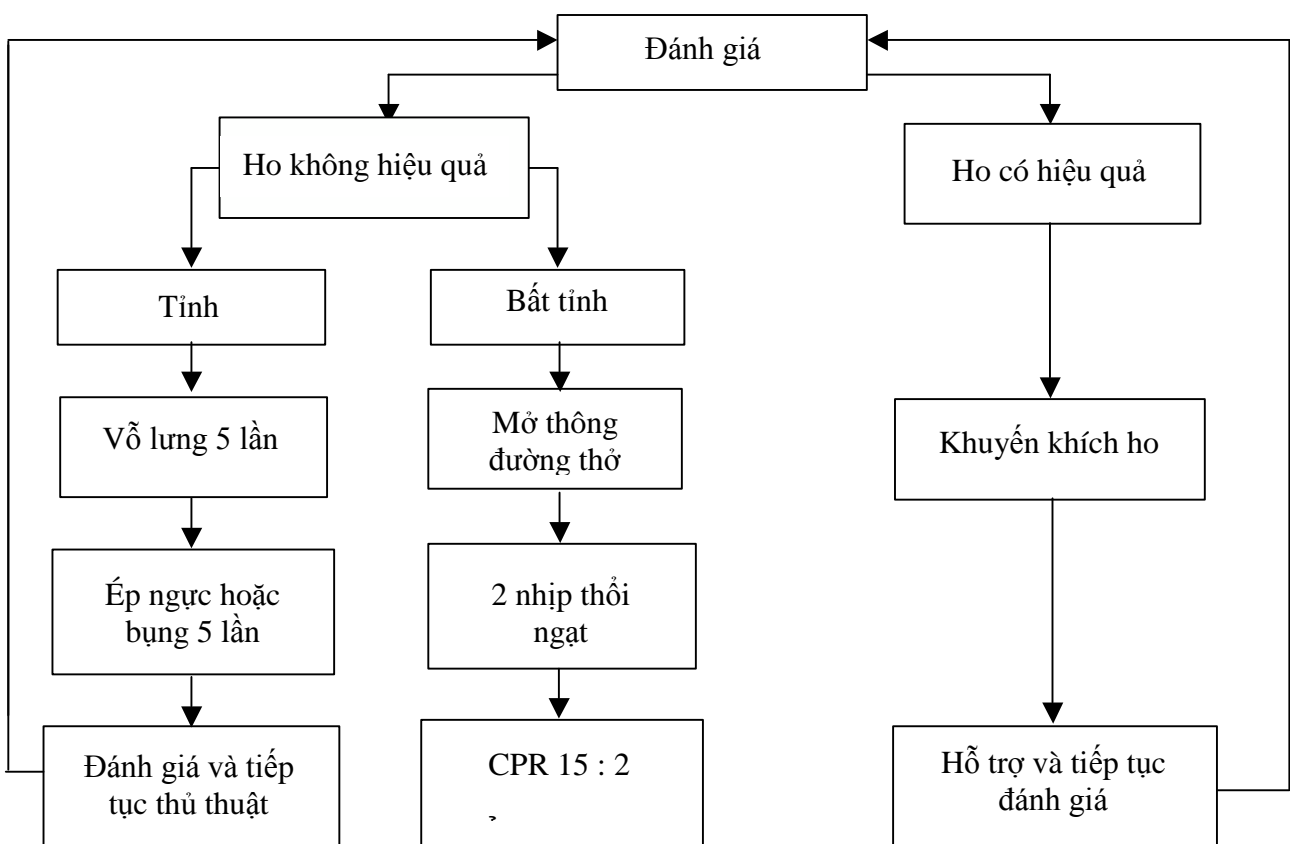 Đánh giá
Ho không hiệu quả
Ho có hiệu quả
Tỉnh
Bất tỉnh
Vỗ lưng 5 lần
Mở thông
đường thở
Khuyến khích ho
Ép ngực hoặc
bụng 5 lần
2 nhịp thổi
ngạt
Đánh giá và tiếp
tục thủ thuật
CPR 15 : 2
Hỗ trợ và tiếp tục
đánh giá